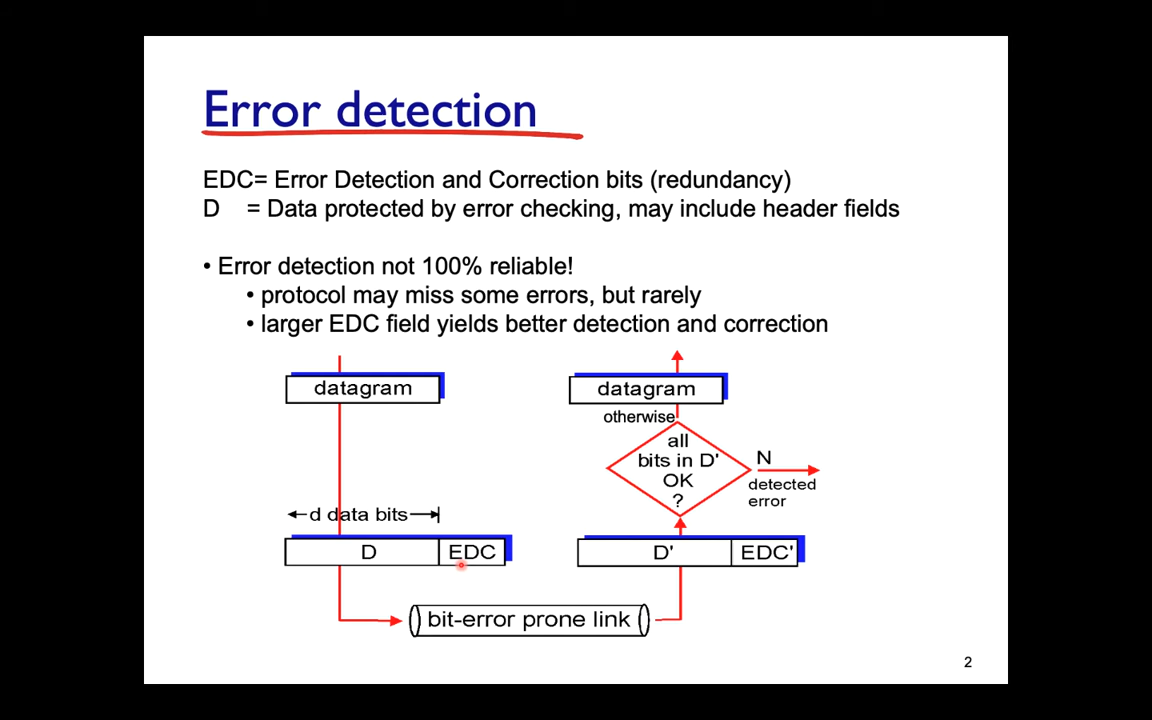 Error detection
EDC= Error Detection and Correction bits (redundancy)
D = Data protected by error checking, may include header fields
• Error detection not 100% reliable!
• protocol may miss some errors, but rarely
• larger EDC field yields better detection and correction
datagram
datagram
otherwise
all
bits in D'
OK
?
N
detected
error
d data bits
D
EDC
D'
EDC'
bit-error prone link
2